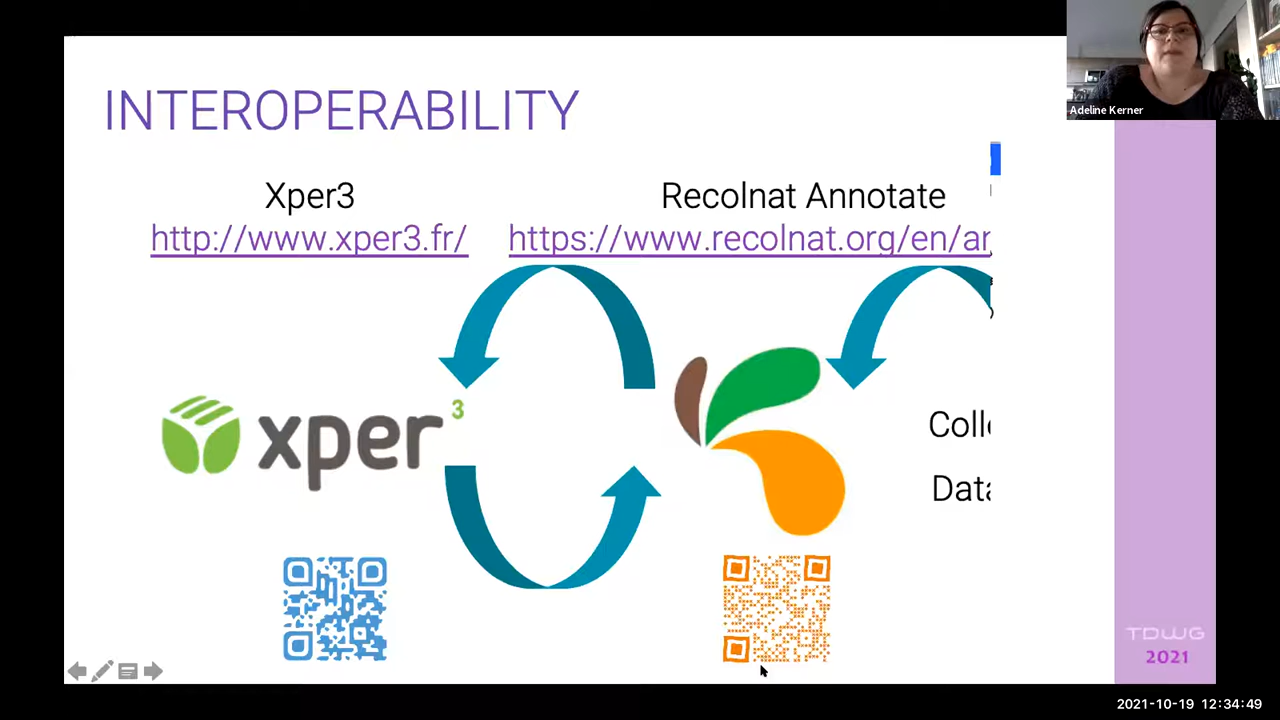 Adeline Kerner
INTEROPERABILITY
Xper3
http://www.xper3.fr/
Recolnat Annotate
https://www.recolnat.org/en/an
xper3
Coll
Data
TDWG
2021
2021-10-19 12:34:49